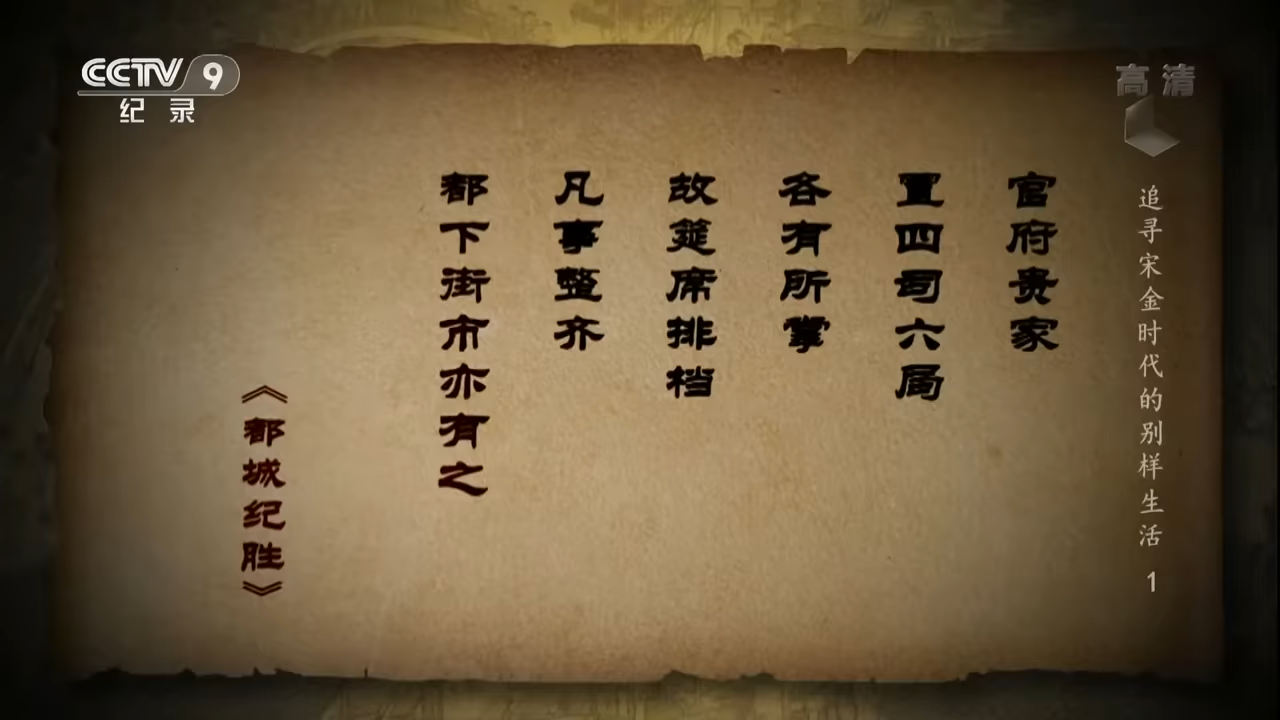 CCTV 9
纪录
高清
追寻宋金时代的别样生活 1
官府贵家
置四司六局
各有所掌
故筵席排档
凡事整齐
都下街市亦有之
《都城纪胜》